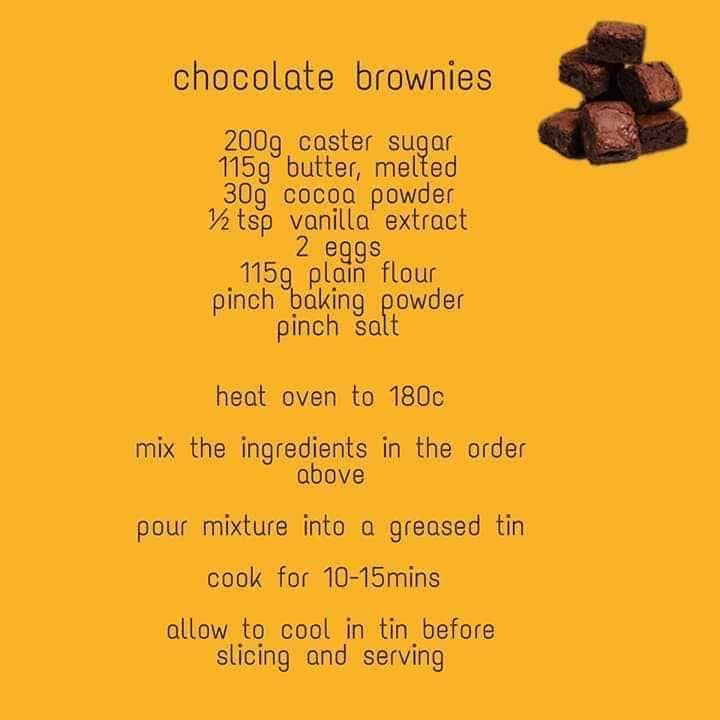 chocolate brownies
200g caster sugar
115g butter, melted
30g cocoa powder
½ tsp vanilla extract
2 eggs
115g plain flour
pinch baking powder
pinch salt
heat oven to 180c
mix the ingredients in the order
above
pour mixture into a greased tin
cook for 10-15mins
allow to cool in tin before
slicing and serving